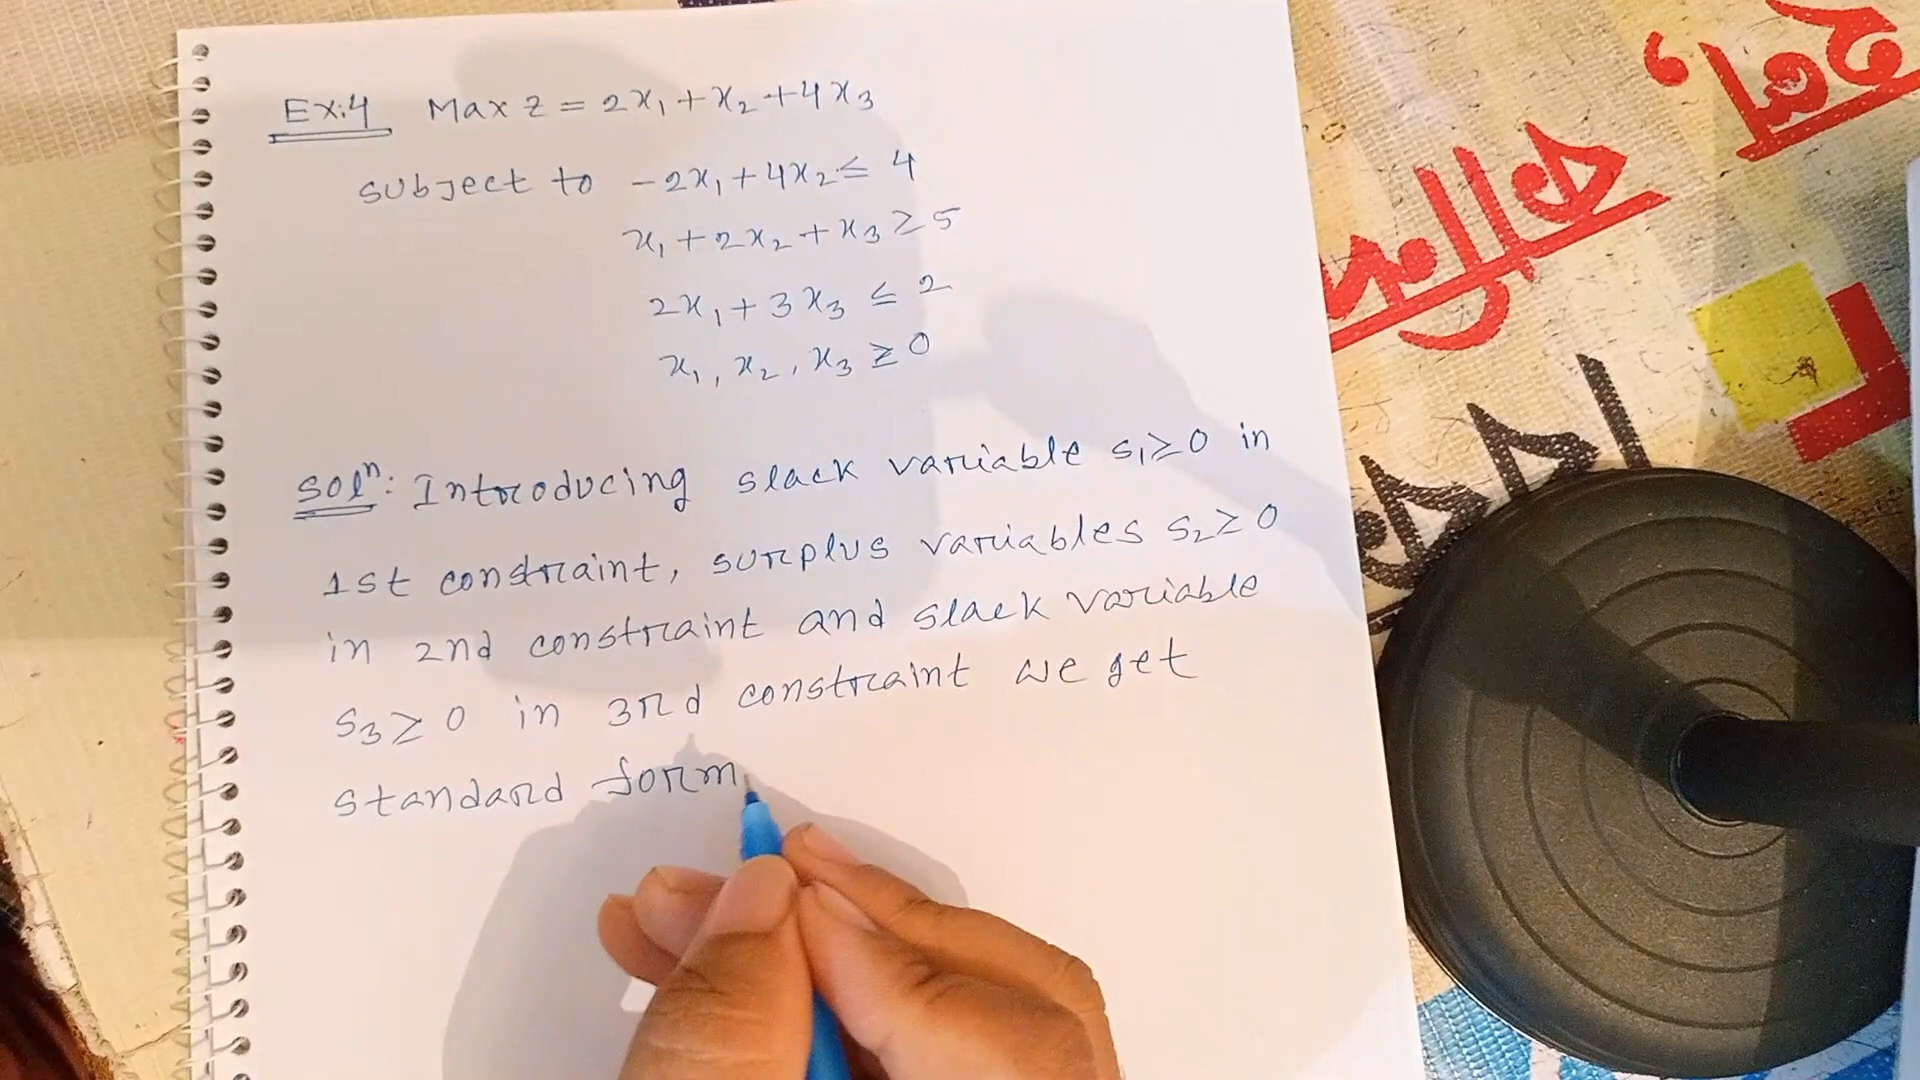 Ex:4 Max z = 2x₁ + x₂ + 4x₃
subject to -2x₁ + 4x₂ ≤ 4
x₁ + 2x₂ + x₃ ≥ 5
2x₁ + 3x₃ ≤ 2
x₁, x₂, x₃ ≥ 0
Solⁿ: Introducing slack variable s₁ ≥ 0 in
1st constraint, surplus variables s₂ ≥ 0
in 2nd constraint and slack variable
s₃ ≥ 0 in 3rd constraint we get
standard form